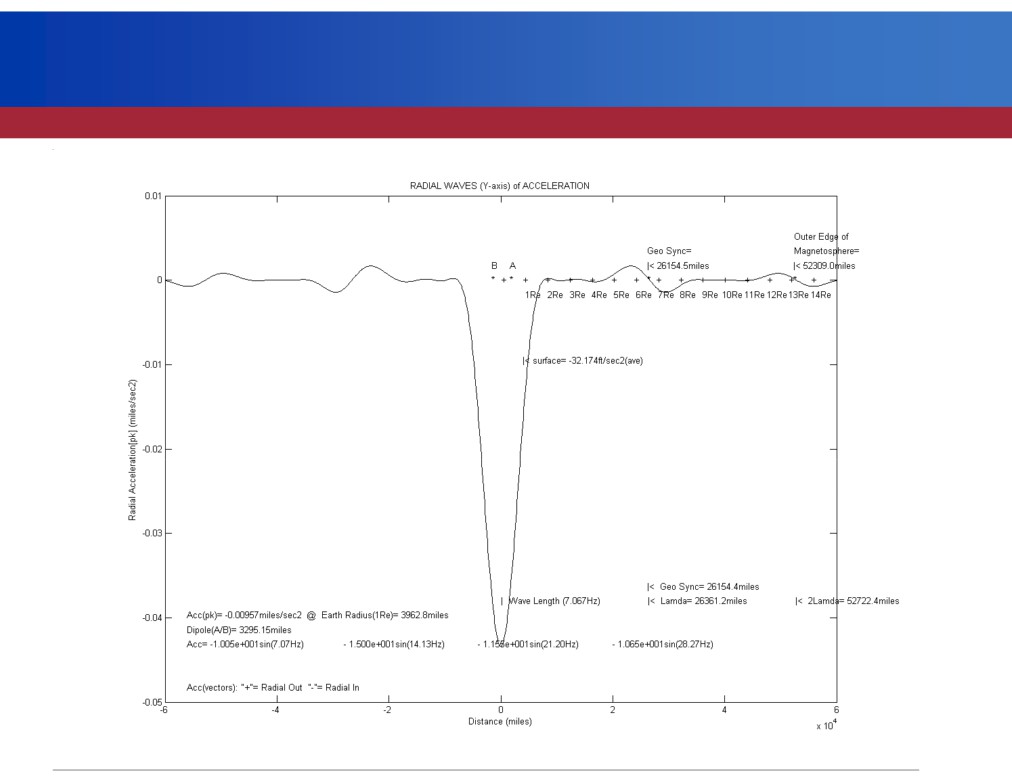 RADIAL WAVES (Y-axis) of ACCELERATION
0.01
Outer Edge of
Geo Sync=
Magnetosphere=
B A
|< 26154.5miles
|< 52309.0miles
0
1Re 2Re 3Re 4Re 5Re 6Re 7Re 8Re 9Re 10Re 11Re 12Re 13Re 14Re
-0.01
|< surface= -32.174ft/sec2(ave)
Radial Acceleration[pk] (miles/sec2)
-0.02
-0.03
|< Geo Sync= 26154.4miles
| Wave Length (7.067Hz)
|< Lamda= 26361.2miles
|< 2Lamda= 52722.4miles
Acc(pk)= -0.00957miles/sec2 @ Earth Radius(1Re)= 3962.8miles
-0.04
Dipole(A/B)= 3295.15miles
Acc= -1.005e+001sin(7.07Hz) - 1.500e+001sin(14.13Hz) - 1.155e+001sin(21.20Hz) - 1.065e+001sin(28.27Hz)
Acc(vectors): "+"= Radial Out "-"= Radial In
-0.05
-6 -4 -2 0 2 4 6
Distance (miles)
x 10^4